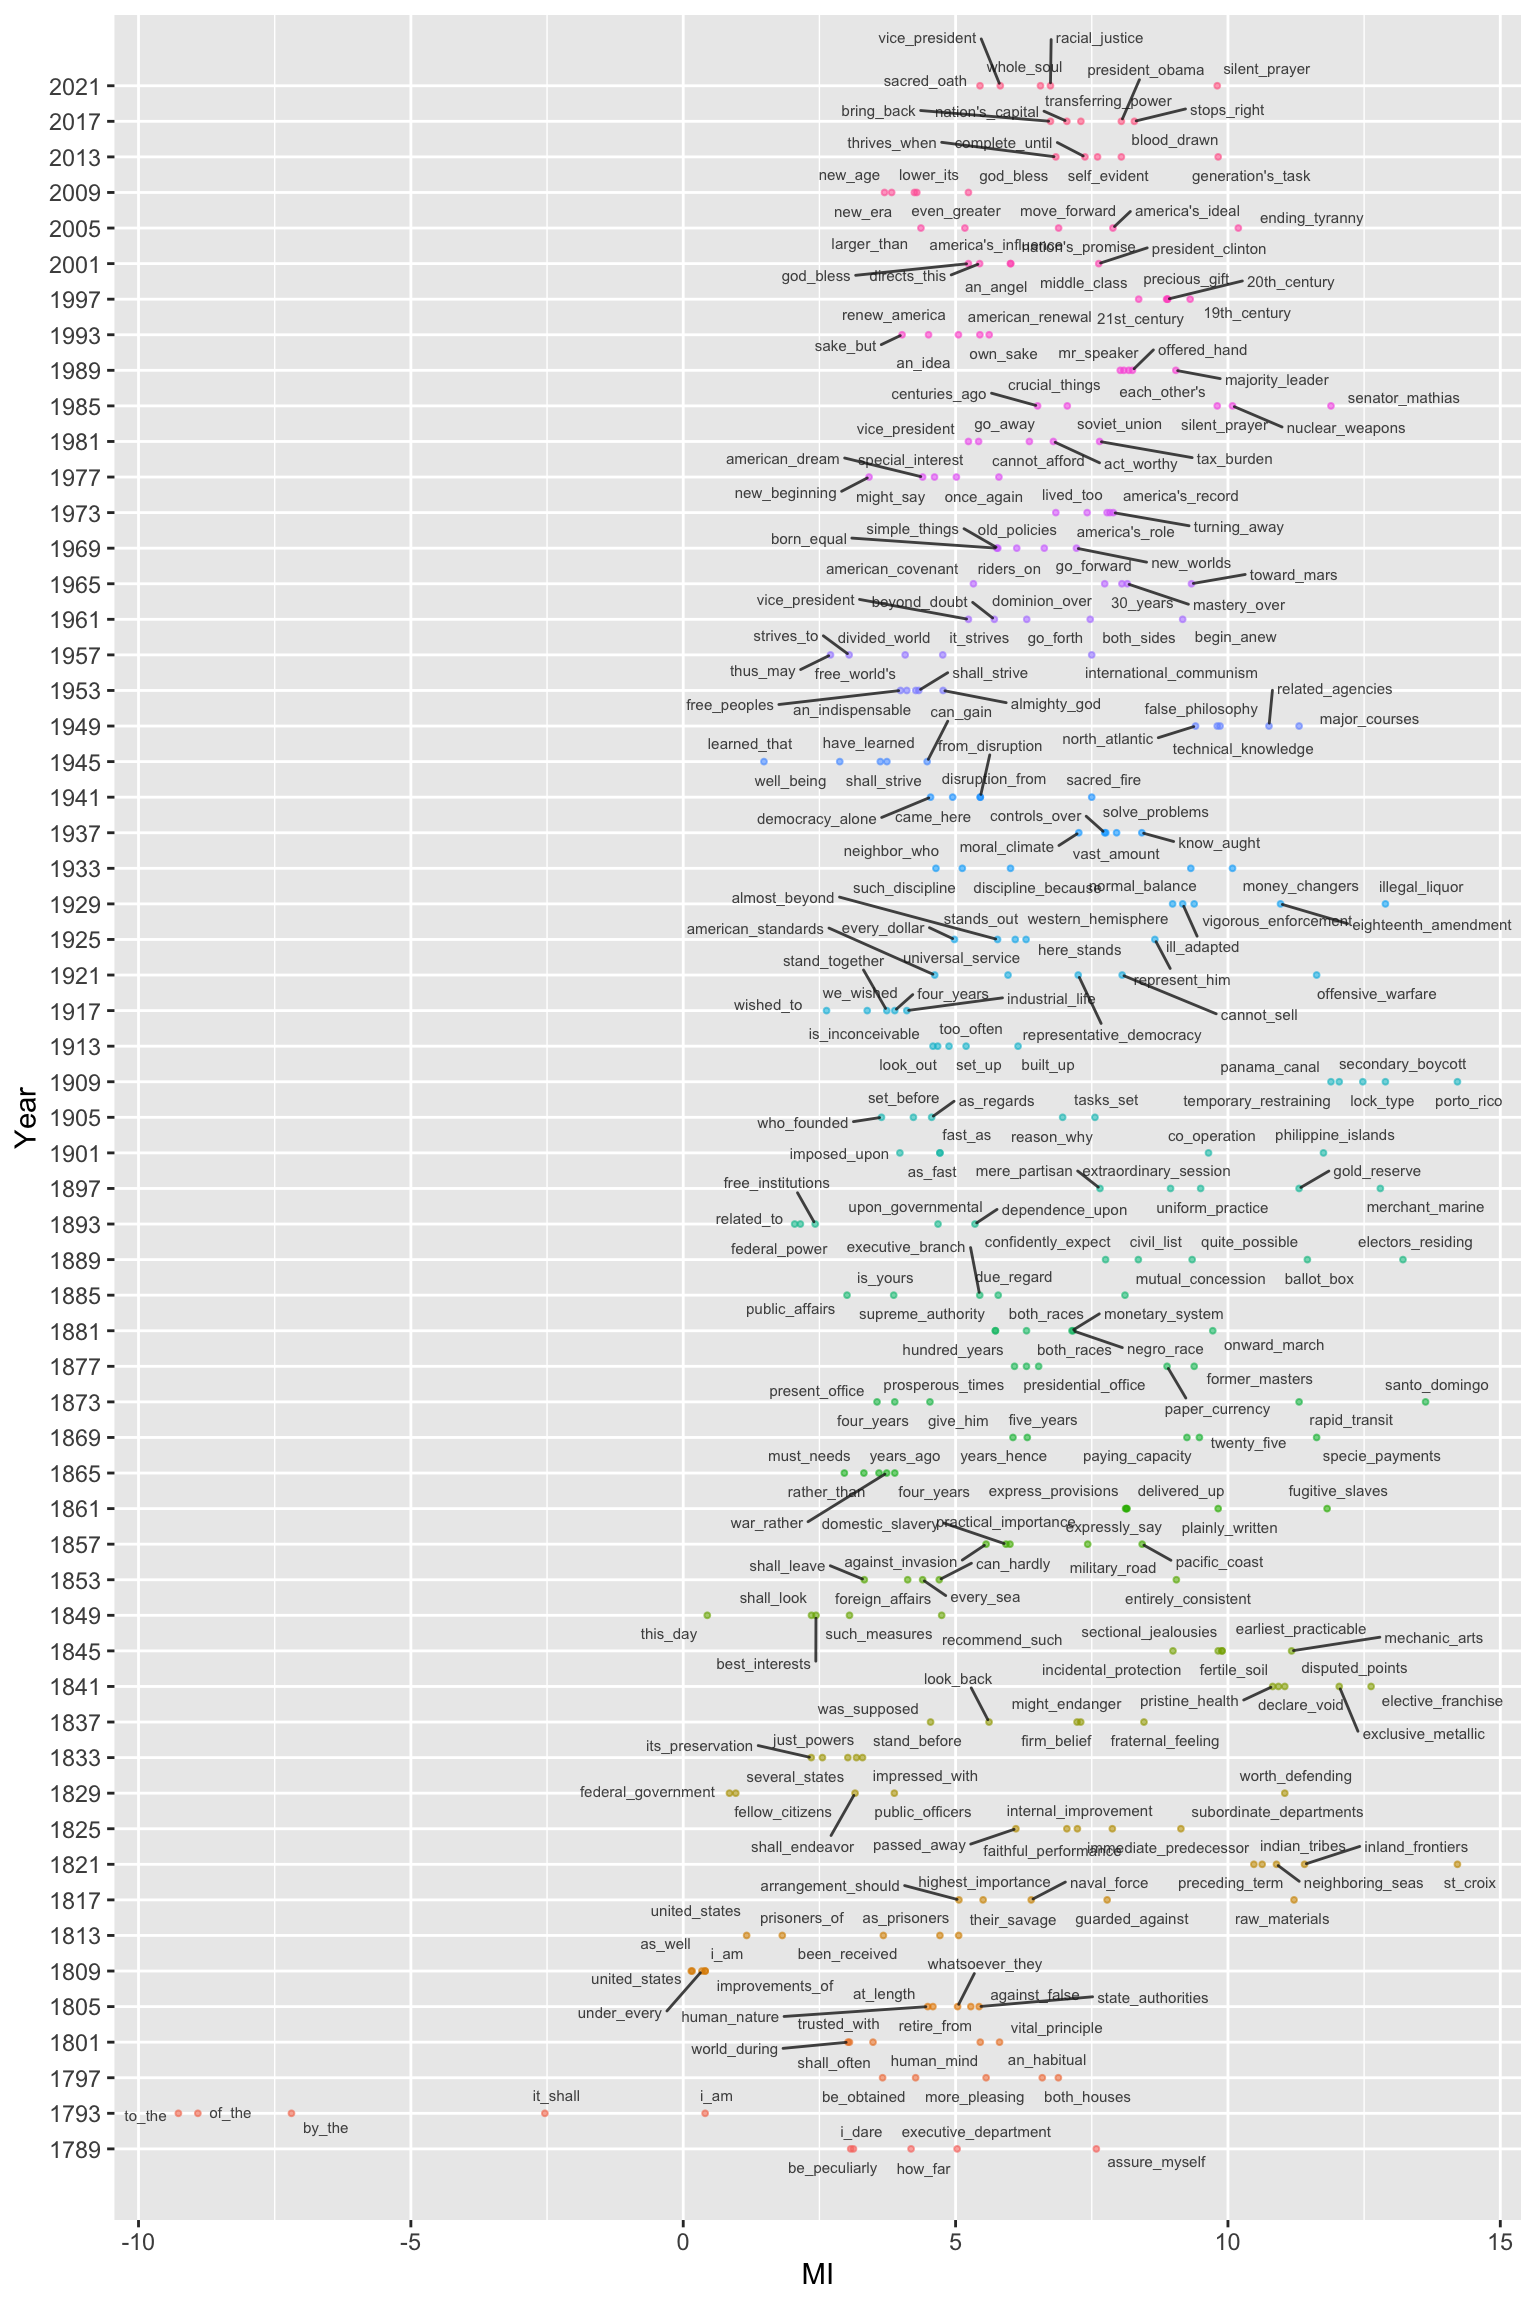 vice_president racial_justice
whole_soul president_obama silent_prayer
2021 sacred_oath
transferring_power
bring_back nation's_capital stops_right
2017
thrives_when complete_until blood_drawn
2013
new_age lower_its god_bless self_evident generation's_task
2009
new_era even_greater move_forward america's_ideal ending_tyranny
2005
larger_than america's_influence nation's_promise president_clinton
2001
god_bless directs_this an_angel middle_class precious_gift 20th_century
1997
renew_america american_renewal 21st_century 19th_century
1993
sake_but an_idea own_sake mr_speaker offered_hand
1989
centuries_ago crucial_things each_other's majority_leader
1985 senator_mathias
vice_president go_away soviet_union silent_prayer nuclear_weapons
1981
american_dream special_interest cannot_afford act_worthy tax_burden
1977
new_beginning might_say once_again lived_too america's_record
1973
born_equal simple_things old_policies america's_role turning_away
1969
american_covenant riders_on go_forward new_worlds toward_mars
1965
vice_president beyond_doubt dominion_over 30_years mastery_over
1961
strives_to divided_world it_strives go_forth both_sides begin_anew
1957
thus_may free_world's shall_strive international_communism
1953 related_agencies
free_peoples an_indispensable can_gain almighty_god false_philosophy
1949 major_courses
learned_that have_learned from_disruption north_atlantic technical_knowledge
1945
well_being shall_strive disruption_from sacred_fire
1941
democracy_alone came_here controls_over solve_problems
1937
neighbor_who moral_climate vast_amount know_aught
1933
almost_beyond such_discipline discipline_because normal_balance money_changers illegal_liquor
1929
american_standards every_dollar stands_out western_hemisphere vigorous_enforcement eighteenth_amendment
1925
stand_together universal_service here_stands ill_adapted
1921 represent_him
wished_to we_wished four_years industrial_life offensive_warfare
1917 cannot_sell
is_inconceivable too_often representative_democracy
1913
look_out set_up built_up panama_canal secondary_boycott
1909
set_before as_regards tasks_set temporary_restraining lock_type porto_rico
1905
who_founded fast_as reason_why co_operation philippine_islands
1901
imposed_upon as_fast mere_partisan extraordinary_session gold_reserve
free_institutions
1897
related_to upon_governmental dependence_upon uniform_practice merchant_marine
1893
federal_power executive_branch confidently_expect civil_list quite_possible electors_residing
1889
is_yours due_regard mutual_concession ballot_box
1885
public_affairs supreme_authority both_races monetary_system
1881
hundred_years both_races negro_race onward_march
1877
present_office prosperous_times presidential_office former_masters santo_domingo
1873
four_years give_him five_years paper_currency rapid_transit
1869
must_needs years_ago years_hence paying_capacity twenty_five specie_payments
1865
rather_than four_years express_provisions delivered_up fugitive_slaves
1861
war_rather domestic_slavery practical_importance expressly_say plainly_written
1857
shall_leave against_invasion can_hardly military_road pacific_coast
1853
shall_look foreign_affairs every_sea entirely_consistent
1849
this_day such_measures recommend_such sectional_jealousies earliest_practicable mechanic_arts
1845
best_interests look_back incidental_protection fertile_soil disputed_points
1841
was_supposed might_endanger pristine_health declare_void elective_franchise
1837
its_preservation just_powers stand_before firm_belief fraternal_feeling exclusive_metallic
1833
several_states impressed_with worth_defending
1829 federal_government
fellow_citizens public_officers internal_improvement subordinate_departments
1825
shall_endeavor passed_away faithful_performance immediate_predecessor indian_tribes inland_frontiers
1821
arrangement_should highest_importance naval_force preceding_term neighboring_seas st_croix
1817
united_states prisoners_of as_prisoners their_savage guarded_against raw_materials
1813
as_well i_am been_received whatsoever_they
1809
united_states improvements_of at_length against_false state_authorities
1805
under_every human_nature trusted_with retire_from vital_principle
1801
world_during shall_often human_mind an_habitual
1797
it_shall i_am be_obtained more_pleasing both_houses
1793
to_the of_the by_the i_dare executive_department
1789
be_peculiarly how_far assure_myself
Year
-10 -5 0 5 10 15
MI